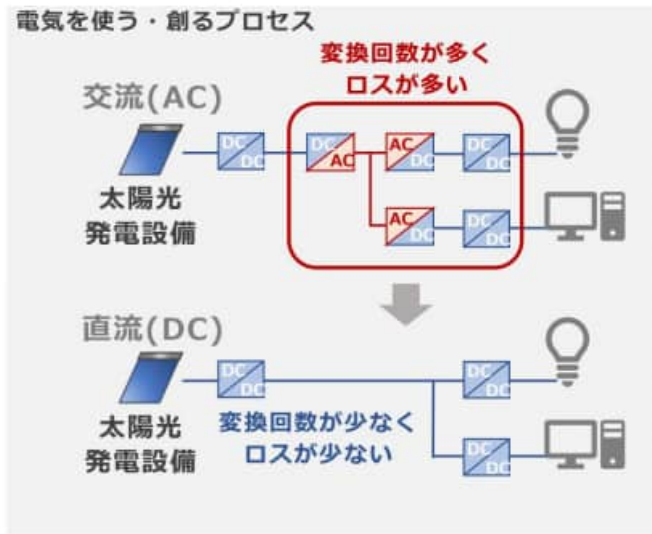 電気を使う・創るプロセス
変換回数が多く
ロスが多い
交流(AC)
DC
DC
DC
AC
AC
DC
DC
DC
太陽光
発電設備
AC
DC
DC
DC
直流(DC)
DC
DC
DC
DC
太陽光
発電設備
変換回数が少なく
ロスが少ない
DC
DC